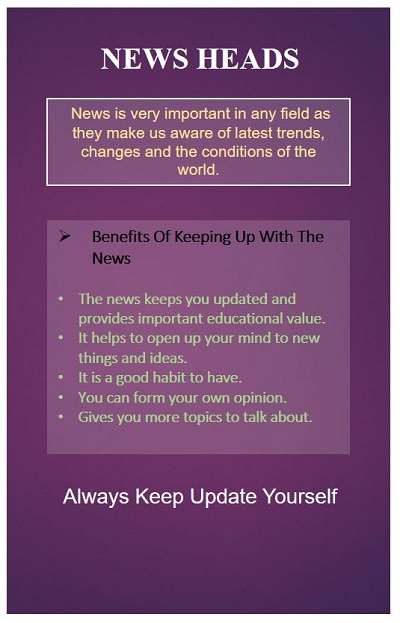 NEWS HEADS
News is very important in any field as
they make us aware of latest trends,
changes and the conditions of the
world.
➢ Benefits Of Keeping Up With The
News
• The news keeps you updated and
provides important educational value.
• It helps to open up your mind to new
things and ideas.
• It is a good habit to have.
• You can form your own opinion.
• Gives you more topics to talk about.
Always Keep Update Yourself